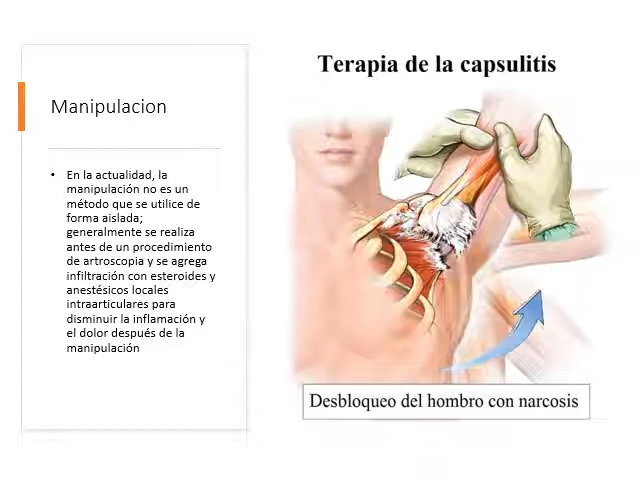 Terapia de la capsulitis
Manipulacion
• En la actualidad, la
manipulación no es un
método que se utilice de
forma aislada;
generalmente se realiza
antes de un procedimiento
de artroscopia y se agrega
infiltración con esteroides y
anestésicos locales
intraarticulares para
disminuir la inflamación y
el dolor después de la
manipulación
Desbloqueo del hombro con narcosis